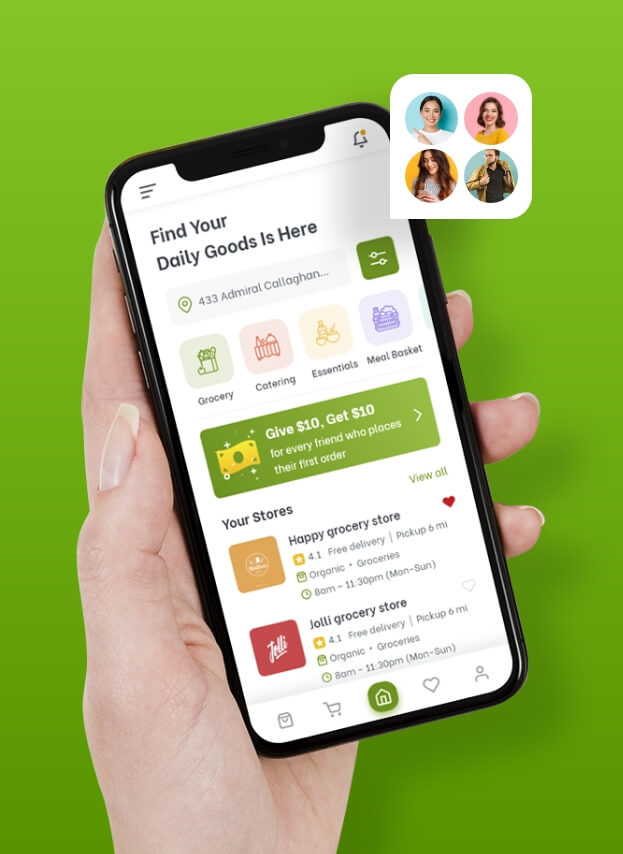 Find Your
Daily Goods Is Here
433 Admiral Callaghan...
Grocery
Catering
Essentials
Meal Basket
Give $10, Get $10
for every friend who places
their first order
Your Stores
View all
Happy grocery store
4.1 Free delivery | Pickup 6 mi
Organic • Groceries
8am - 11:30pm (Mon-Sun)
Jolli
Jolli grocery store
4.1 Free delivery | Pickup 6 mi
Organic • Groceries
8am - 11:30pm (Mon-Sun)